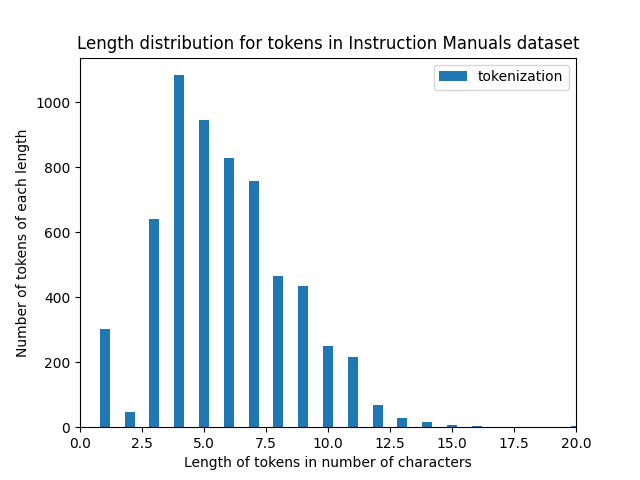 Length distribution for tokens in Instruction Manuals dataset
tokenization
Number of tokens of each length
1000
800
600
400
200
0
0.0 2.5 5.0 7.5 10.0 12.5 15.0 17.5 20.0
Length of tokens in number of characters